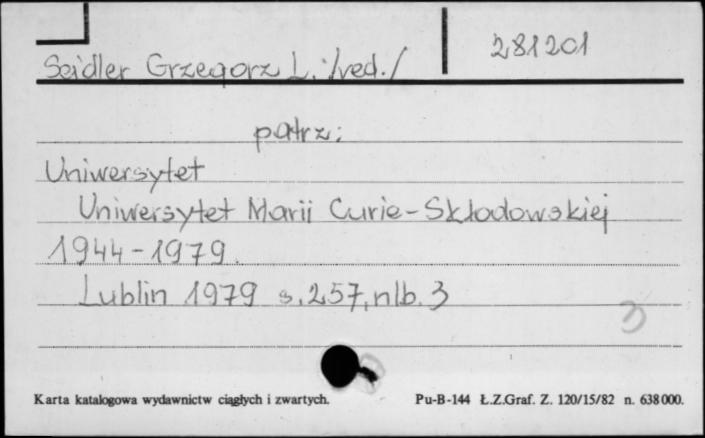 Seidler Grzegorz L. /red./ 281201
patrz:
Uniwersytet
Uniwersytet Marii Curie-Skłodowskiej
1944-1979.
Lublin 1979 s. 257, nlb. 3
Karta katalogowa wydawnictw ciągłych i zwartych. Pu-B-144 Ł.Z.Graf. Z. 120/15/82 n. 638000.